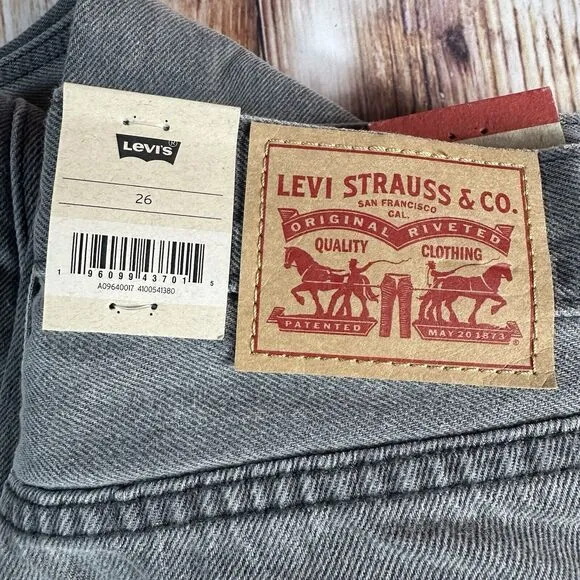 LEVI'S®
26
1 96099 43701 5
A09640017 4100541380
LEVI STRAUSS & CO.
SAN FRANCISCO
CAL.
ORIGINAL RIVETED
QUALITY CLOTHING
PATENTED MAY 20 1873
®